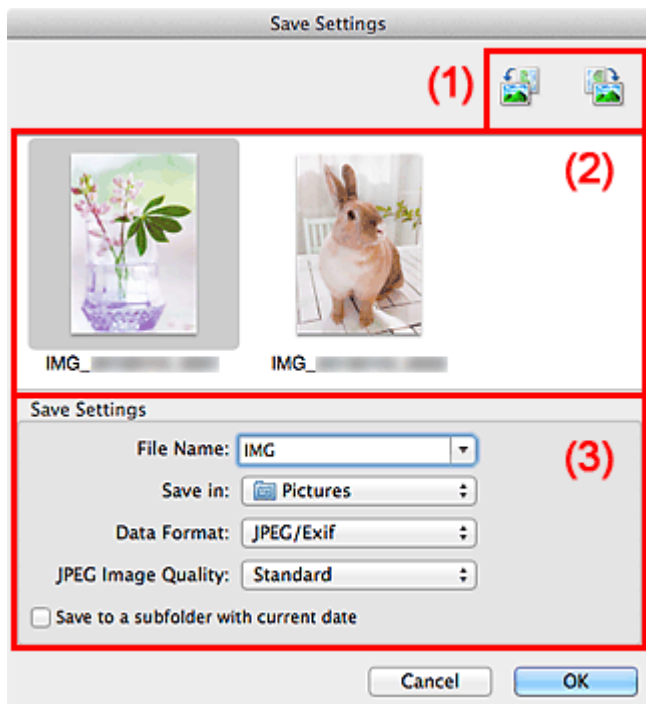 Save Settings
(1)
(2)
IMG_
IMG_
Save Settings
(3)
File Name: IMG
Save in: Pictures
Data Format: JPEG/Exif
JPEG Image Quality: Standard
Save to a subfolder with current date
Cancel OK